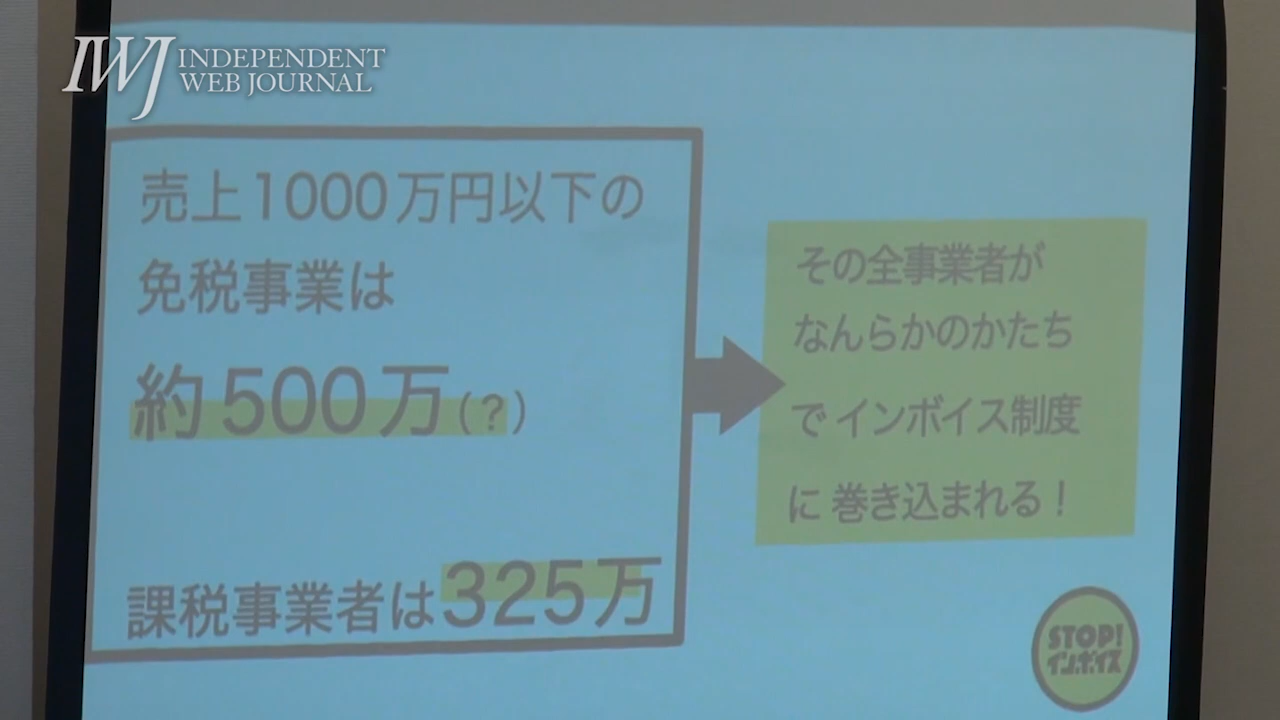 IWJ INDEPENDENT
WEB JOURNAL
売上1000万円以下の
免税事業は
約500万(?)
課税事業者は325万
その全事業者が
なんらかのかたち
で インボイス制度
に 巻き込まれる!
STOP!
インボイス